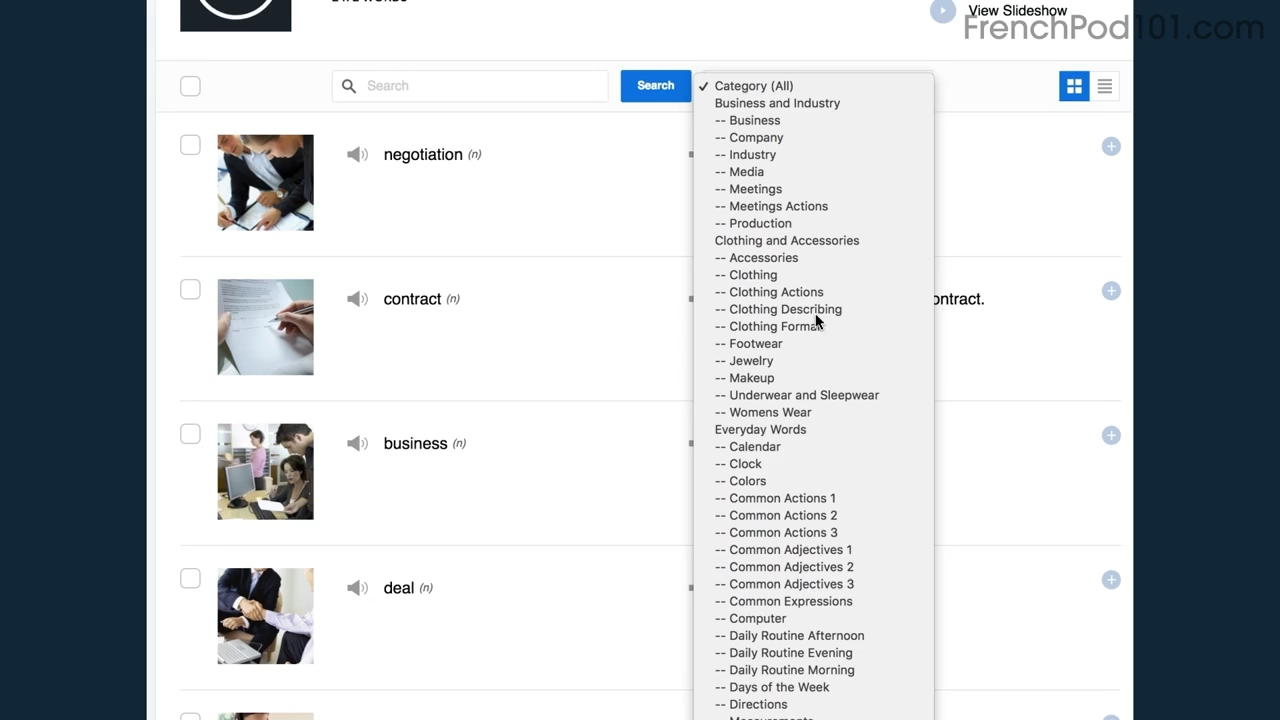 View Slideshow
FrenchPod101.com
Search
Search
✓ Category (All)
Business and Industry
-- Business
-- Company
-- Industry
-- Media
-- Meetings
-- Meetings Actions
-- Production
Clothing and Accessories
-- Accessories
-- Clothing
-- Clothing Actions
-- Clothing Describing
-- Clothing Formal
-- Footwear
-- Jewelry
-- Makeup
-- Underwear and Sleepwear
-- Womens Wear
Everyday Words
-- Calendar
-- Clock
-- Colors
-- Common Actions 1
-- Common Actions 2
-- Common Actions 3
-- Common Adjectives 1
-- Common Adjectives 2
-- Common Adjectives 3
-- Common Expressions
-- Computer
-- Daily Routine Afternoon
-- Daily Routine Evening
-- Daily Routine Morning
-- Days of the Week
-- Directions
negotiation (n)
contract (n)
ontract.
business (n)
deal (n)